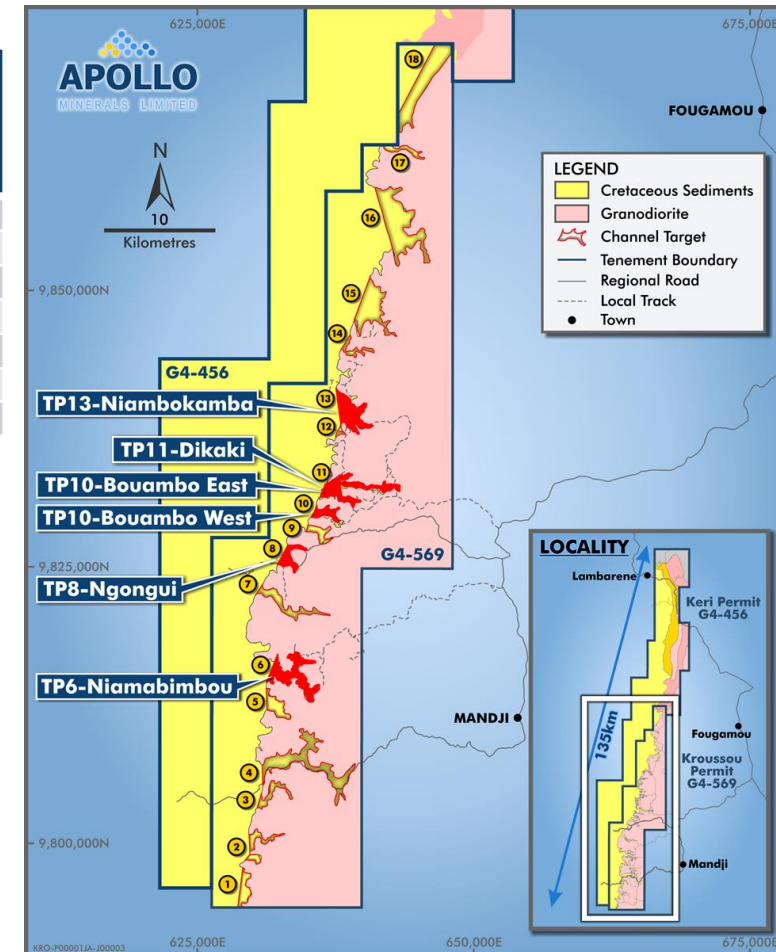 625,000E
675,000E
APOLLO
MINERALS LIMITED
N
10
Kilometres
FOUGAMOU
LEGEND
Cretaceous Sediments
Granodiorite
Channel Target
Tenement Boundary
Regional Road
Local Track
Town
18
17
16
15
14
13
12
11
10
9
8
7
6
5
4
3
2
1
9,850,000N
G4-456
TP13-Niambokamba
TP11-Dikaki
TP10-Bouambo East
TP10-Bouambo West
G4-569
9,825,000N
TP8-Ngongui
TP6-Niamabimbou
MANDJI
9,800,000N
LOCALITY
Lambarene
Keri Permit
G4-456
135km
Fougamou
Kroussou
Permit
G4-569
Mandji
KRO-P00001JA-J00003
625,000E
650,000E
675,000E